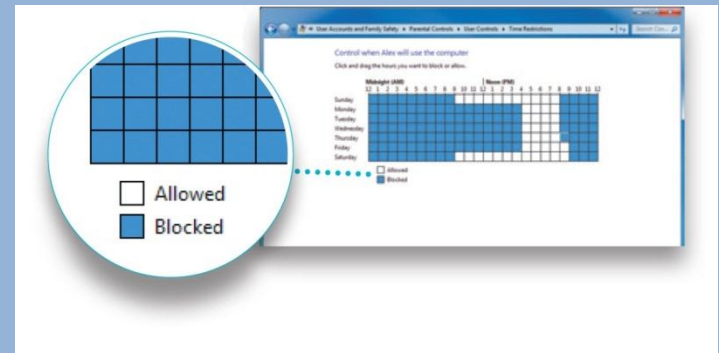 User Accounts and Family Safety Parental Controls User Controls Time Restrictions
Search Con...
Control when Alex will use the computer
Click and drag the hours you want to block or allow.
Midnight (AM) Noon (PM)
12 1 2 3 4 5 6 7 8 9 10 11 12 1 2 3 4 5 6 7 8 9 10 11 12
Sunday
Monday
Tuesday
Wednesday
Thursday
Friday
Saturday
Allowed
Blocked
Allowed
Blocked